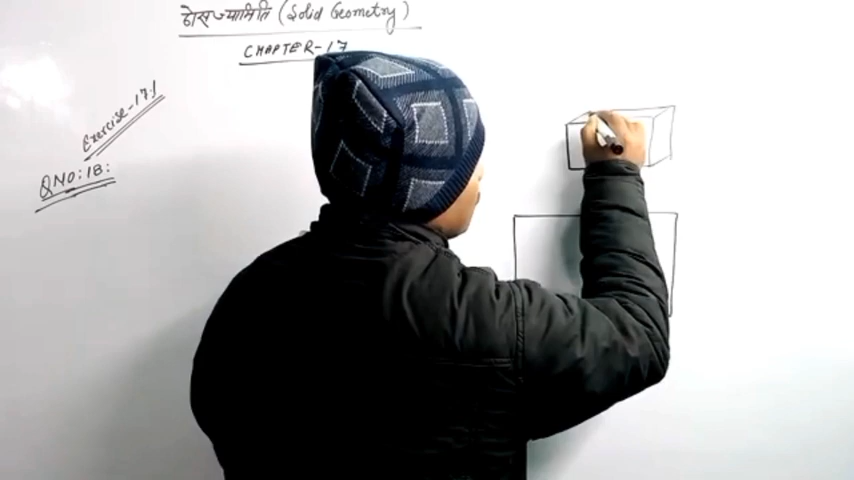 ठोस ज्यामिति (Solid Geometry)
CHAPTER-17
Exercise-17.1
QNO:18: